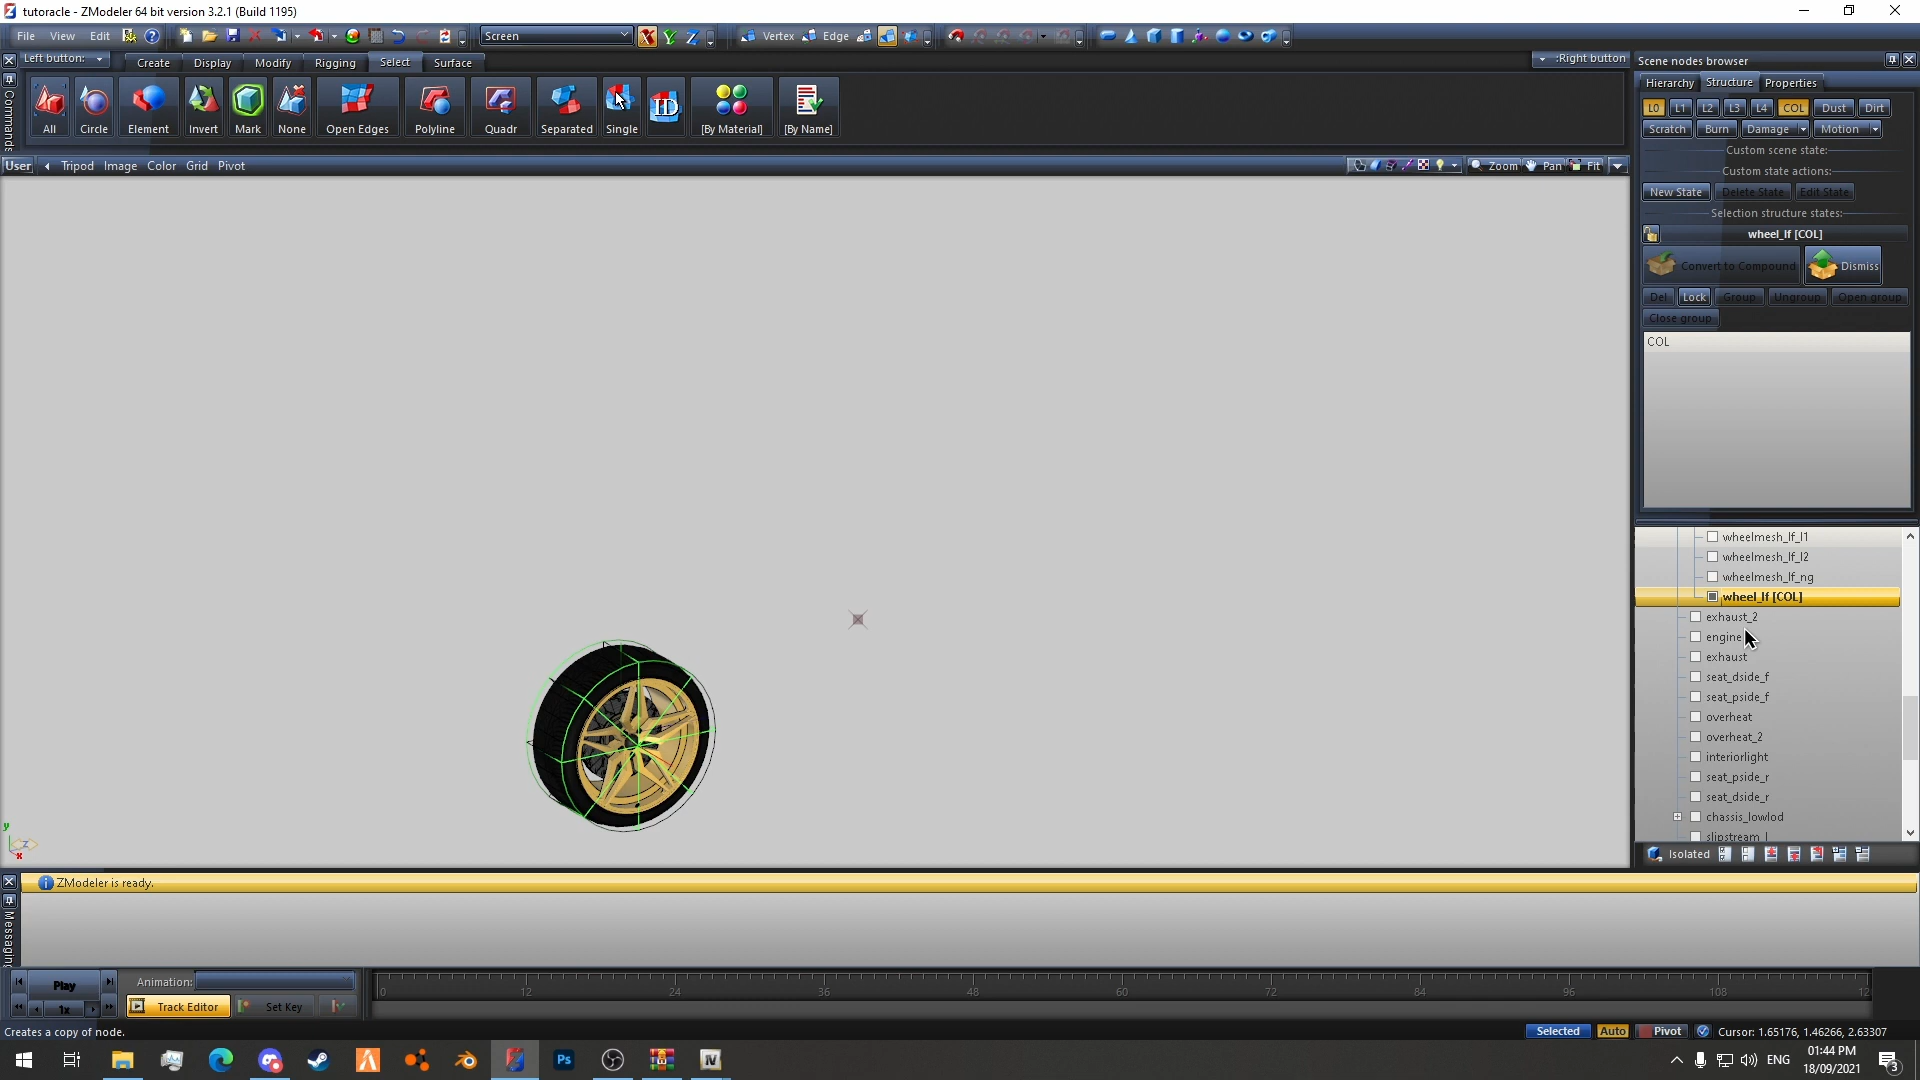 tutoracle - ZModeler 64 bit version 3.2.1 (Build 1195)
File View Edit Screen X Y Z Vertex Edge
Left button: Create Display Modify Rigging Select Surface :Right button
Commands
All Circle Element Invert Mark None Open Edges Polyline Quadr Separated Single ID [By Material] [By Name]
User Tripod Image Color Grid Pivot Zoom Pan Fit
Scene nodes browser
Hierarchy Structure Properties
L0 L1 L2 L3 L4 COL Dust Dirt
Scratch Burn Damage Motion
Custom scene state:
Custom state actions:
New State Delete State Edit State
Selection structure states:
wheel_lf [COL]
Convert to Compound Dismiss
Del Lock Group Ungroup Open group
Close group
COL
wheelmesh_lf_l1
wheelmesh_lf_l2
wheelmesh_lf_ng
wheel_lf [COL]
exhaust_2
engine
exhaust
seat_dside_f
seat_pside_f
overheat
overheat_2
interiorlight
seat_pside_r
seat_dside_r
chassis_lowlod
slipstream_l
Isolated
y
z
x
ZModeler is ready.
Messaging
Play Animation:
1x Track Editor Set Key
0 12 24 36 48 60 72 84 96 108 12
Creates a copy of node.
Selected Auto Pivot Cursor: 1.65176, 1.46266, 2.63307
Ps IV ENG 01:44 PM
18/09/2021 3